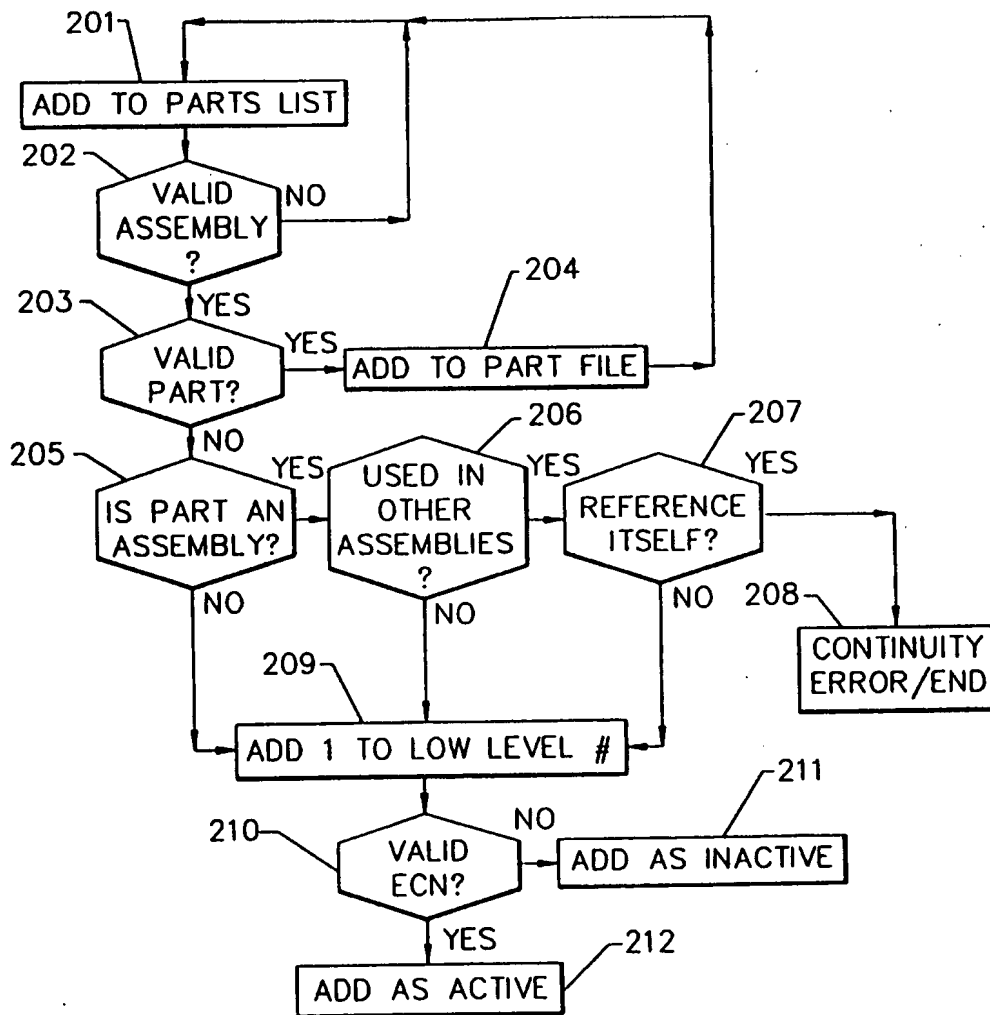 201
ADD TO PARTS LIST
202
VALID
ASSEMBLY
?
NO
YES
203
VALID
PART?
YES
204
ADD TO PART FILE
NO
205
IS PART AN
ASSEMBLY?
YES
206
USED IN
OTHER
ASSEMBLIES
?
YES
207
REFERENCE
ITSELF?
YES
NO
NO
NO
208
CONTINUITY
ERROR/END
209
ADD 1 TO LOW LEVEL #
210
VALID
ECN?
NO
211
ADD AS INACTIVE
YES
212
ADD AS ACTIVE